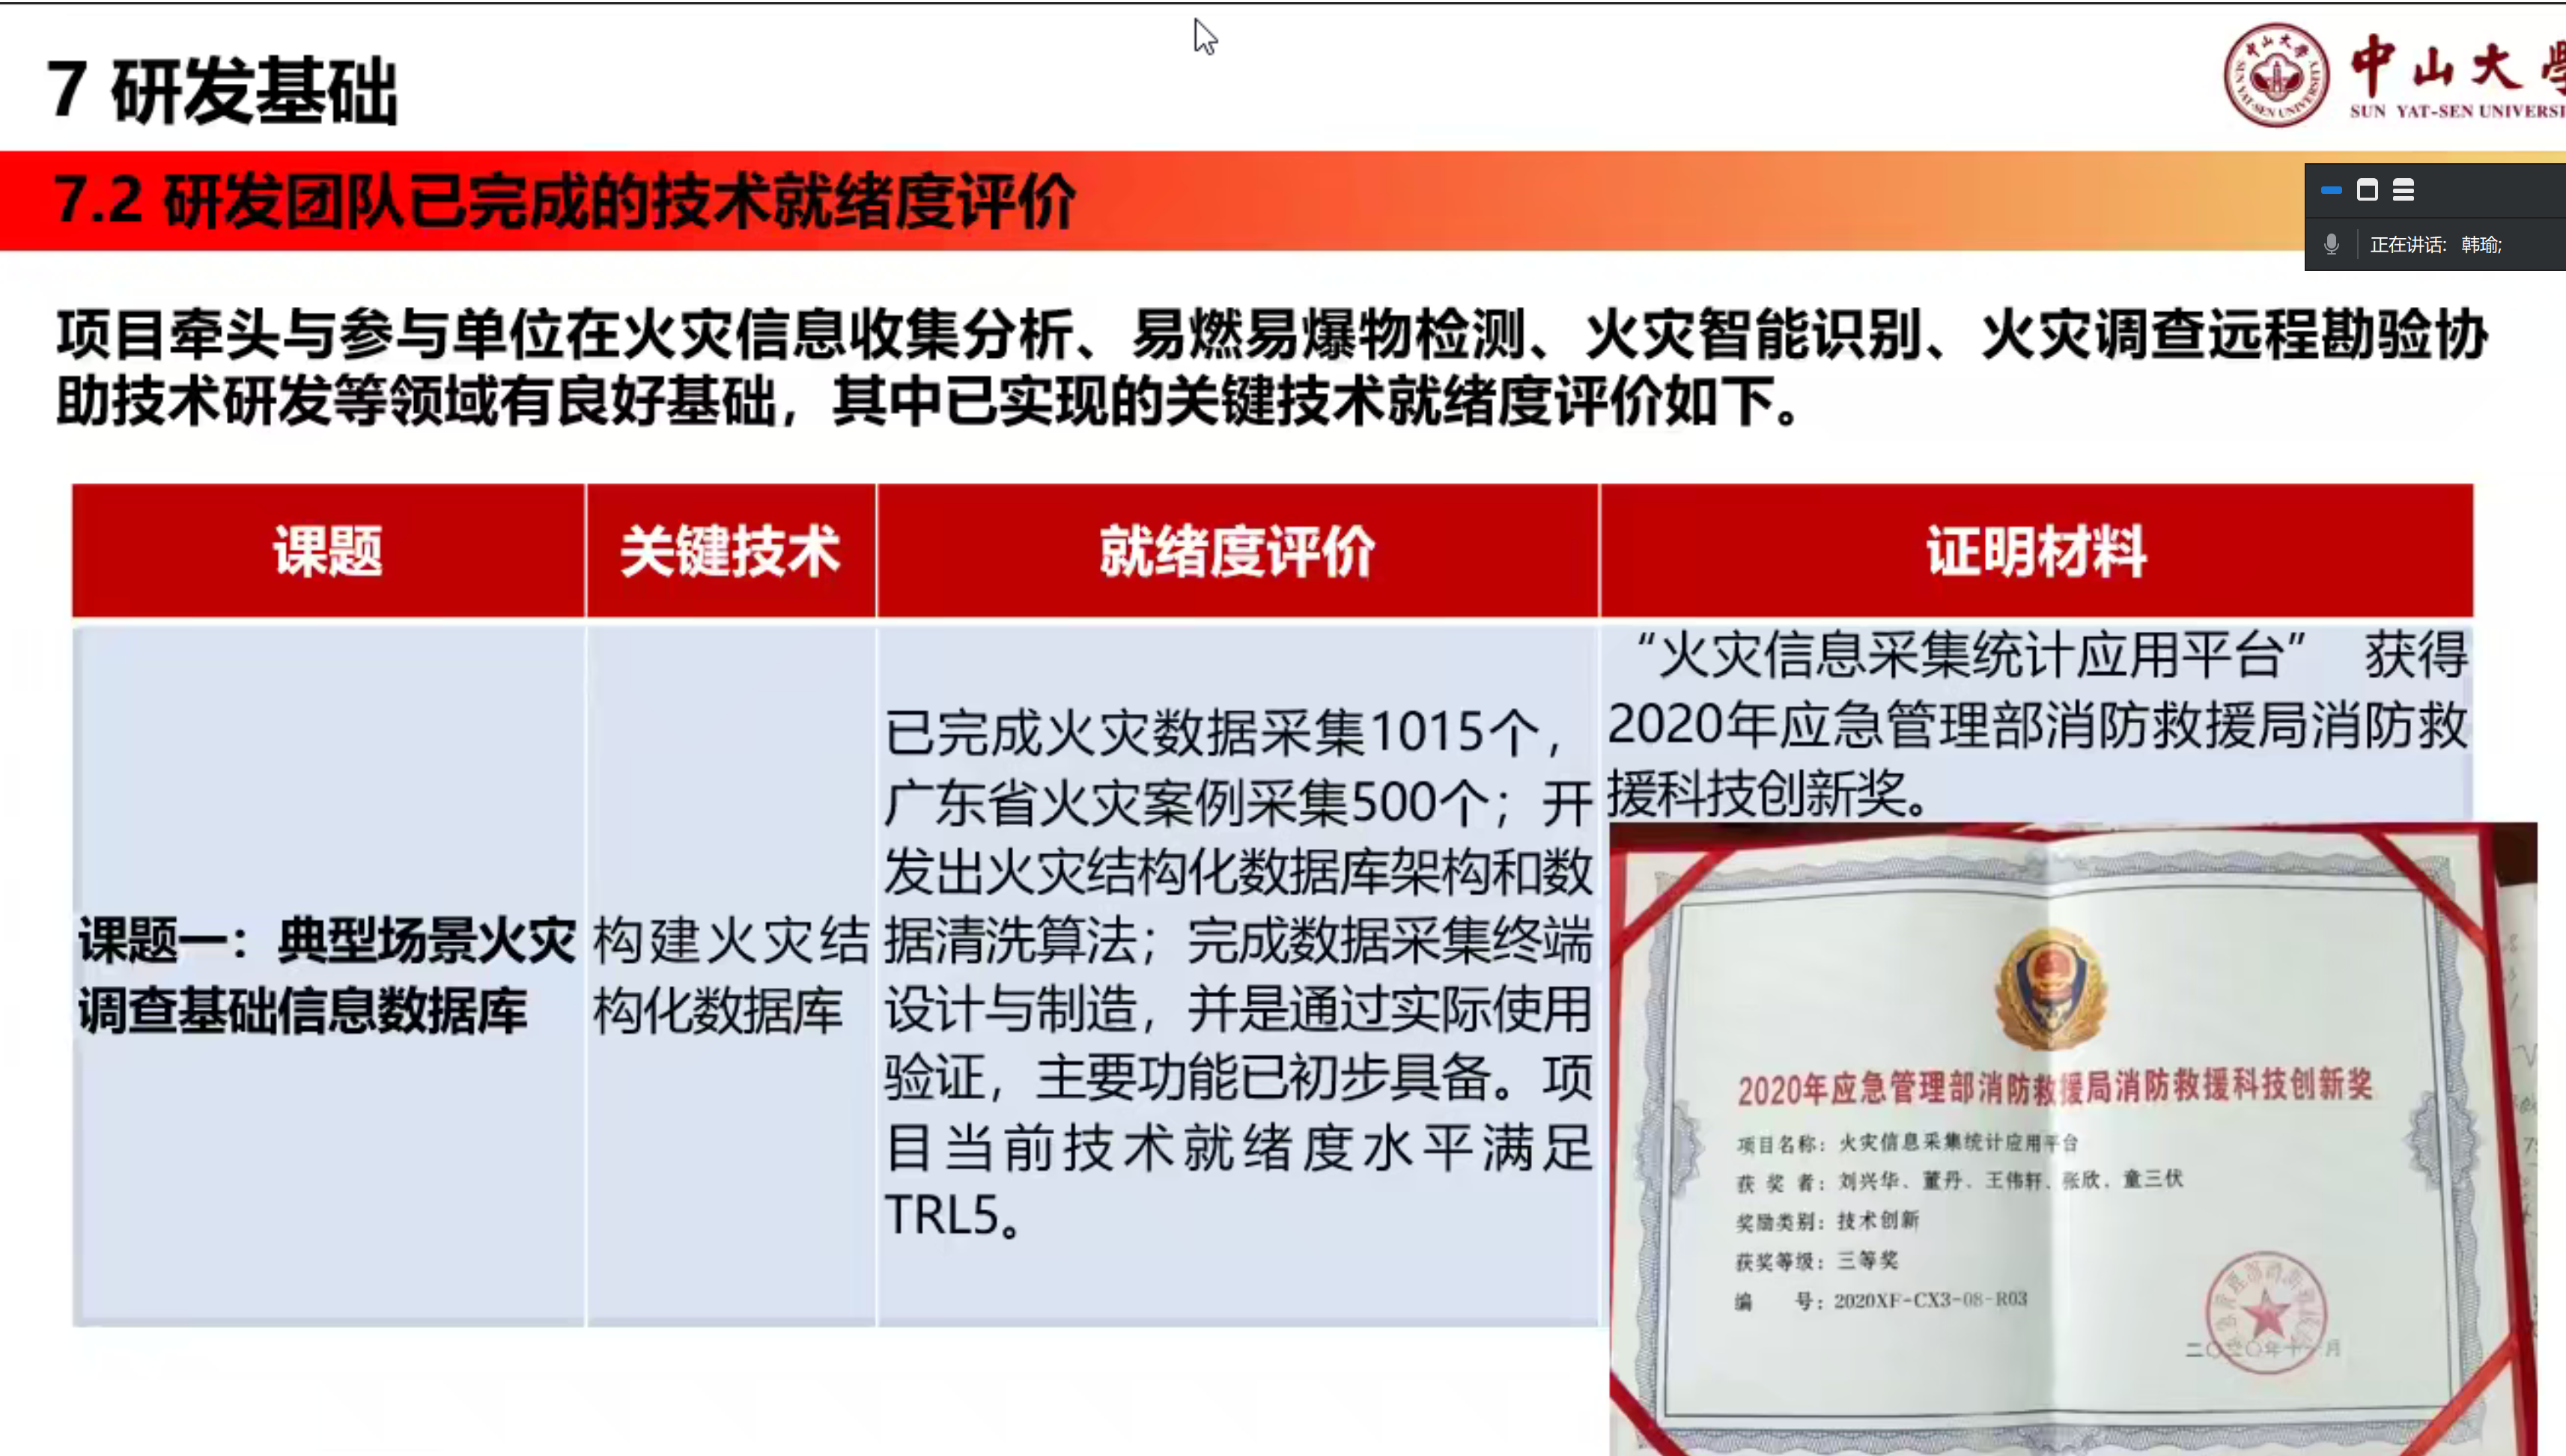 7 研发基础
中山大學
SUN YAT-SEN UNIVERSI
7.2 研发团队已完成的技术就绪度评价
正在讲话: 韩瑜;
项目牵头与参与单位在火灾信息收集分析、易燃易爆物检测、火灾智能识别、火灾调查远程勘验协
助技术研发等领域有良好基础，其中已实现的关键技术就绪度评价如下。
课题
关键技术
就绪度评价
证明材料
课题一：典型场景火灾
调查基础信息数据库
构建火灾结
构化数据库
已完成火灾数据采集1015个，
广东省火灾案例采集500个；开
发出火灾结构化数据库架构和数
据清洗算法；完成数据采集终端
设计与制造，并是通过实际使用
验证，主要功能已初步具备。项
目当前技术就绪度水平满足
TRL5。
“火灾信息采集统计应用平台” 获得
2020年应急管理部消防救援局消防救
援科技创新奖。
2020年应急管理部消防救援局消防救援科技创新奖
项目名称：火灾信息采集统计应用平台
获 奖 者：刘兴华、董丹、王伟轩、张欣、童三伏
奖励类别：技术创新
获奖等级：三等奖
编 号：2020XF-CX3-08-R03
二〇二〇年十一月